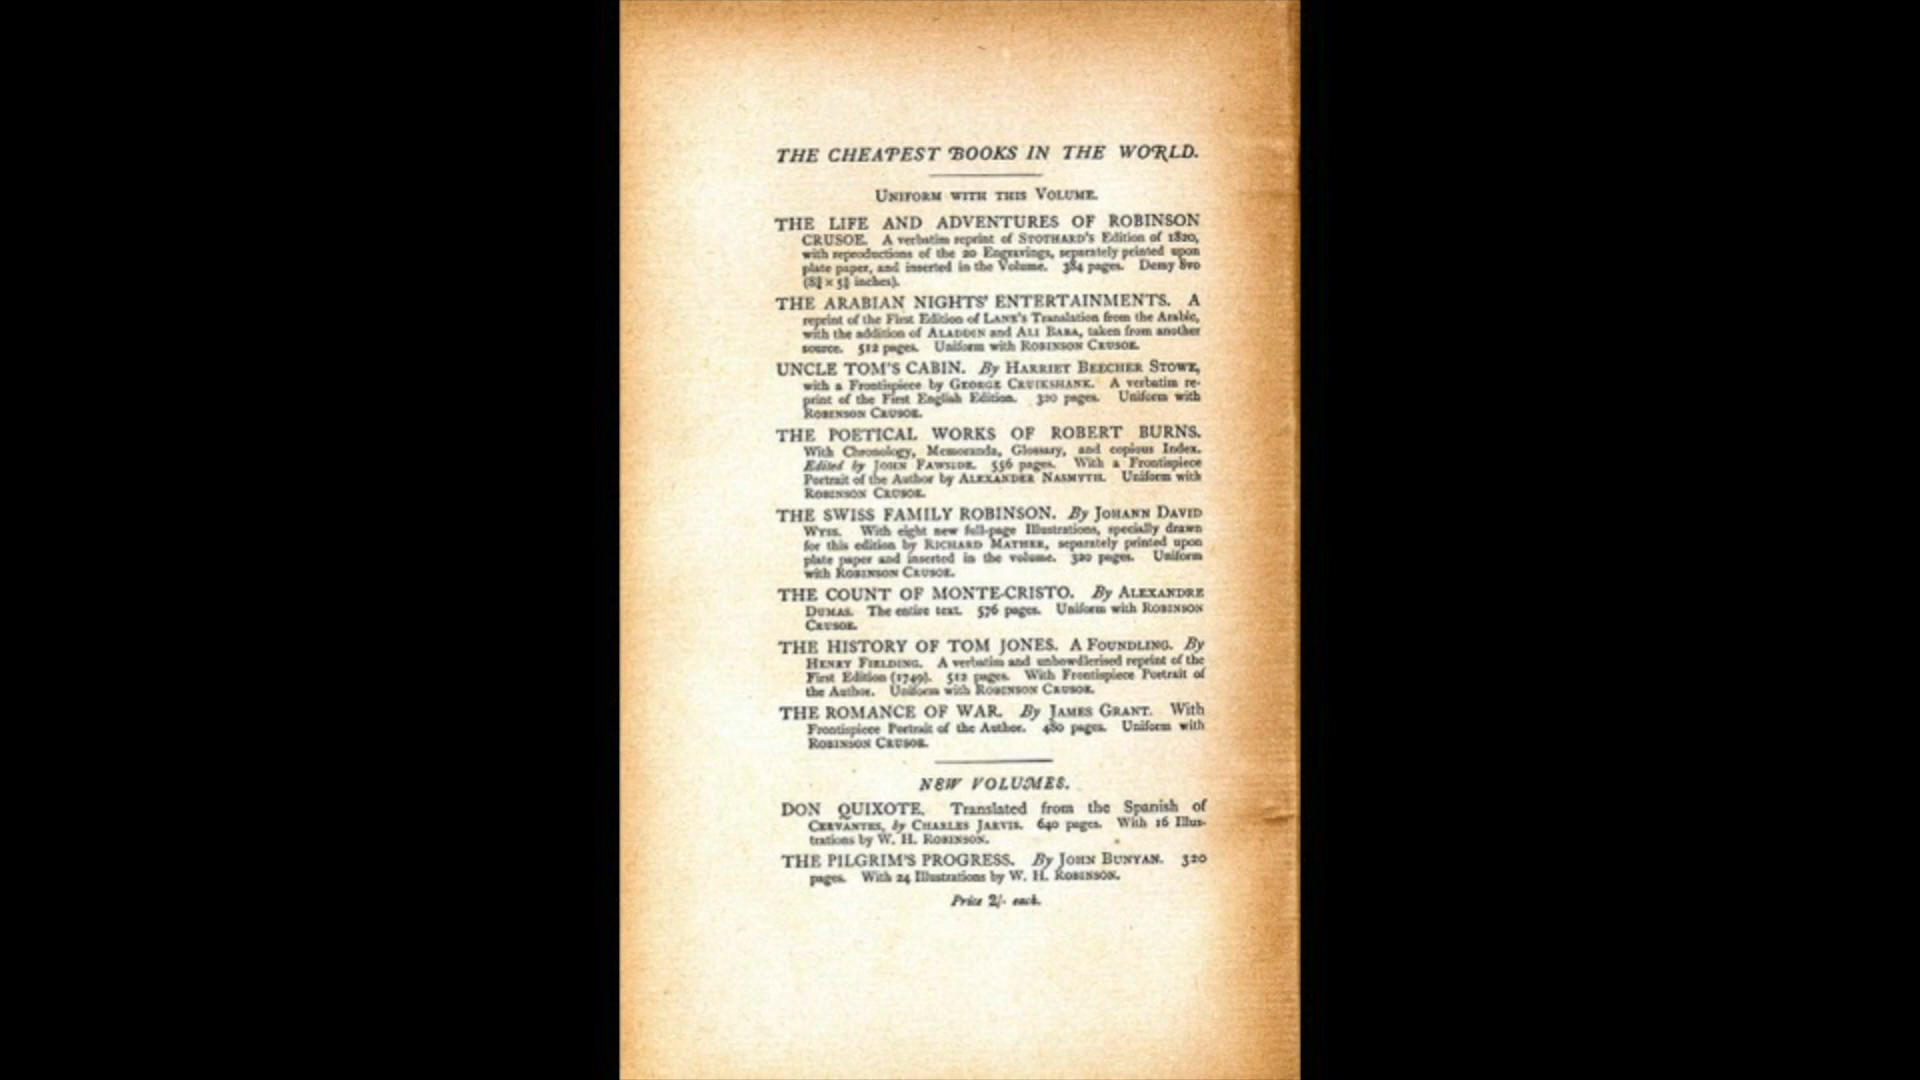 THE CHEAPEST BOOKS IN THE WORLD.
UNIFORM WITH THIS VOLUME.
THE LIFE AND ADVENTURES OF ROBINSON
CRUSOE. A verbatim reprint of STOTHARD'S Edition of 1820,
with reproductions of the 20 Engravings, separately printed upon
plate paper, and inserted in the Volume. 384 pages. Demy 8vo
(8¾ × 5⅝ inches).
THE ARABIAN NIGHTS' ENTERTAINMENTS. A
reprint of the First Edition of LANE'S Translation from the Arabic,
with the addition of ALADDIN and ALI BABA, taken from another
source. 512 pages. Uniform with ROBINSON CRUSOE.
UNCLE TOM'S CABIN. By HARRIET BEECHER STOWE,
with a Frontispiece by GEORGE CRUIKSHANK. A verbatim re-
print of the First English Edition. 320 pages. Uniform with
ROBINSON CRUSOE.
THE POETICAL WORKS OF ROBERT BURNS.
With Chronology, Memoranda, Glossary, and copious Index.
Edited by JOHN FAWSIDE. 556 pages. With a Frontispiece
Portrait of the Author by ALEXANDER NASMYTH. Uniform with
ROBINSON CRUSOE.
THE SWISS FAMILY ROBINSON. By JOHANN DAVID
WYSS. With eight new full-page Illustrations, specially drawn
for this edition by RICHARD MATHER, separately printed upon
plate paper and inserted in the volume. 320 pages. Uniform
with ROBINSON CRUSOE.
THE COUNT OF MONTE-CRISTO. By ALEXANDRE
DUMAS. The entire text. 576 pages. Uniform with ROBINSON
CRUSOE.
THE HISTORY OF TOM JONES. A FOUNDLING. By
HENRY FIELDING. A verbatim and unbowdlerised reprint of the
First Edition (1749). 512 pages. With Frontispiece Portrait of
the Author. Uniform with ROBINSON CRUSOE.
THE ROMANCE OF WAR. By JAMES GRANT. With
Frontispiece Portrait of the Author. 480 pages. Uniform with
ROBINSON CRUSOE.
NEW VOLUMES.
DON QUIXOTE. Translated from the Spanish of
CERVANTES, by CHARLES JARVIS. 640 pages. With 16 Illus-
trations by W. H. ROBINSON.
THE PILGRIM'S PROGRESS. By JOHN BUNYAN. 320
pages. With 24 Illustrations by W. H. ROBINSON.
Price 2/- each.